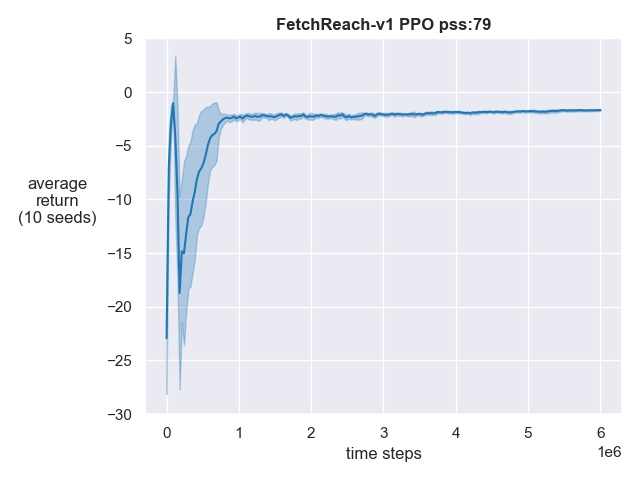 FetchReach-v1 PPO pss:79
5
0
−5
−10
−15
−20
−25
−30
average
return
(10 seeds)
0 1 2 3 4 5 6
1e6
time steps